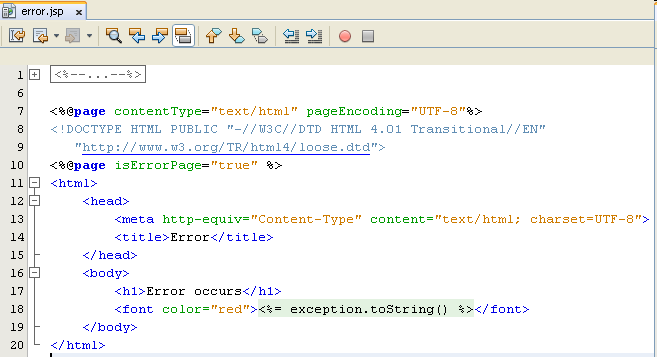 error.jsp x
1 <%--...--%>
6
7 <%@page contentType="text/html" pageEncoding="UTF-8"%>
8 <!DOCTYPE HTML PUBLIC "-//W3C//DTD HTML 4.01 Transitional//EN"
9 "http://www.w3.org/TR/html4/loose.dtd">
10 <%@page isErrorPage="true" %>
11 <html>
12 <head>
13 <meta http-equiv="Content-Type" content="text/html; charset=UTF-8">
14 <title>Error</title>
15 </head>
16 <body>
17 <h1>Error occurs</h1>
18 <font color="red"><%= exception.toString() %></font>
19 </body>
20 </html>